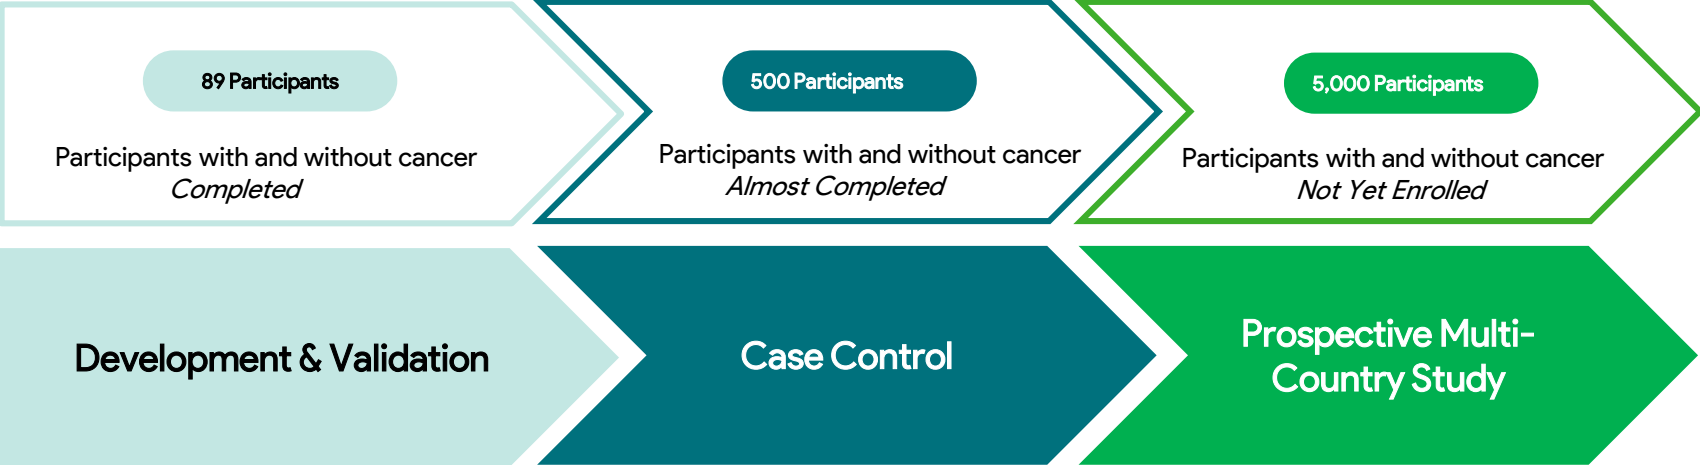 89 Participants
Participants with and without cancer
Completed
500 Participants
Participants with and without cancer
Almost Completed
5,000 Participants
Participants with and without cancer
Not Yet Enrolled
Development & Validation
Case Control
Prospective Multi-
Country Study